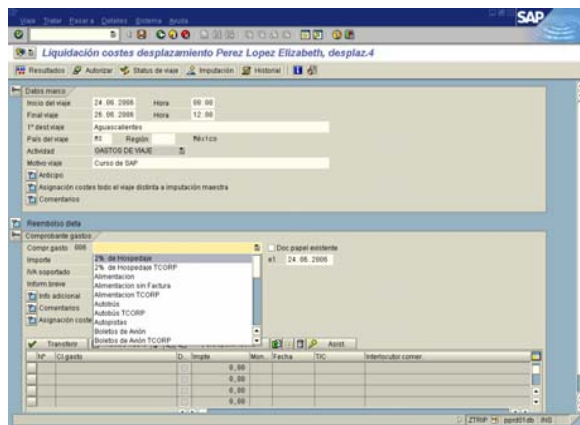 Viaje Tratar Pasar a Detalles Sistema Ayuda
SAP
Liquidación costes desplazamiento Perez Lopez Elizabeth, desplaz.4
Resultados Autorizar Status de viaje Imputación Historial
Datos marco
Inicio del viaje 24.06.2006 Hora 00:00
Final viaje 26.06.2006 Hora 12:00
1º dest viaje Aguascalientes
País del viaje Región México
Actividad GASTOS DE VIAJE
Motivo viaje Curso de SAP
Anticipo
Asignación costes todo el viaje distinta a imputación maestra
Comentarios
Reembolso dieta
Comprobante gastos
Compr.gasto 006 Doc.papel existente
Importe 2% de Hospedaje el 24.06.2006
2% de Hospedaje TCORP
IVA soportado Alimentacion
Inform.breve Alimentacion sin Factura
Info adicional Alimentacion TCORP
Autobús
Comentarios Autobús TCORP
Asignación coste Autopistas
Boletos de Avión
Transferir Boletos de Avión TCORP Asist.
Nº Cl.gasto D.. Impte Mon.. Fecha T/C Interlocutor comer.
0,00
0,00
0,00
0,00
ZTRIP pprd01db INS